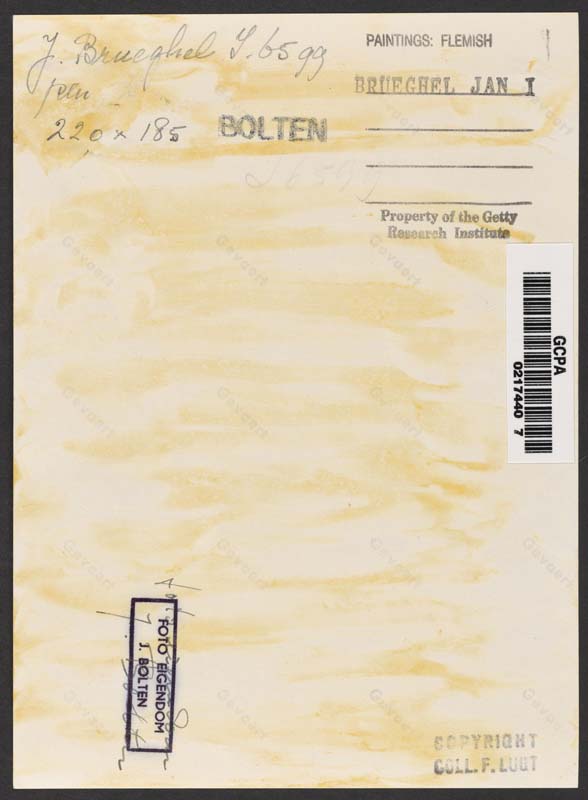 J. Brueghel I. 6599
pen
220 x 185
BOLTEN
PAINTINGS: FLEMISH
BRUEGHEL JAN I
I 6599
Property of the Getty
Research Institute
GCPA
0217440 7
Gevaert
FOTO EIGENDOM
J. BOLTEN
COPYRIGHT
COLL. F. LUGT